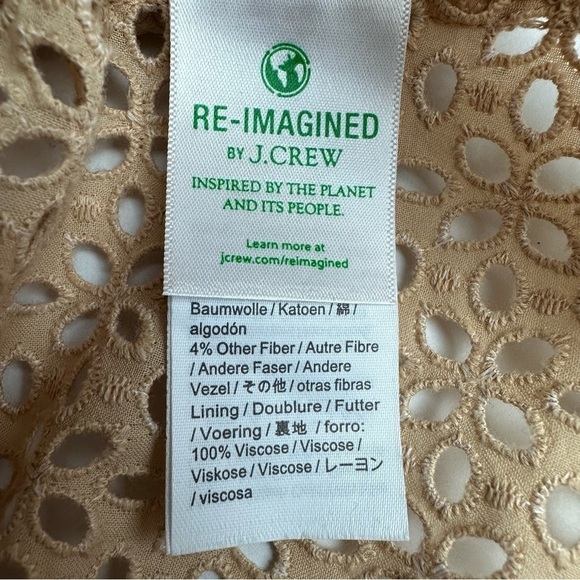 RE-IMAGINED
BY J.CREW
INSPIRED BY THE PLANET
AND ITS PEOPLE.
Learn more at
jcrew.com/reimagined
Baumwolle / Katoen / 綿 /
algodón
4% Other Fiber / Autre Fibre
/ Andere Faser / Andere
Vezel / その他 / otras fibras
Lining / Doublure / Futter
/ Voering / 裏地 / forro:
100% Viscose / Viscose /
Viskose / Viscose / レーヨン
/ viscosa